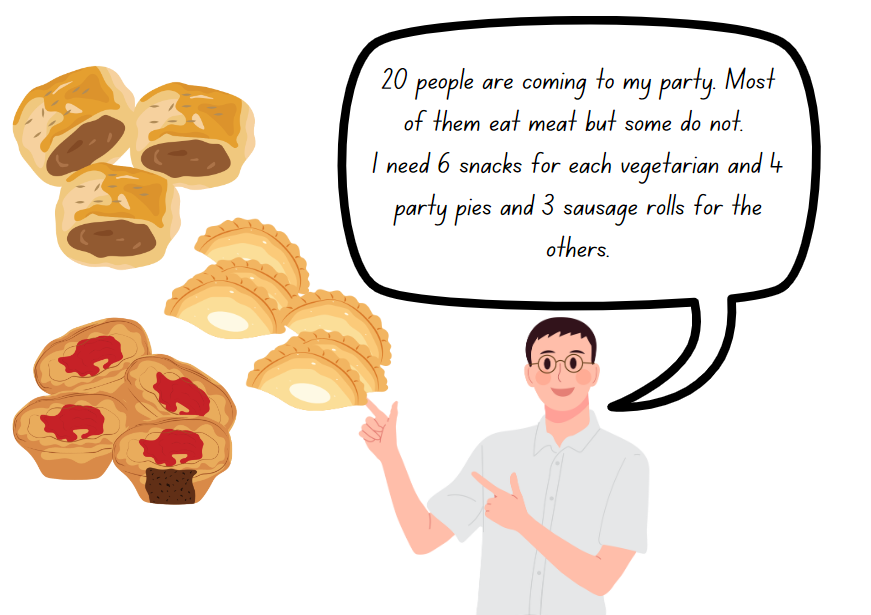 20 people are coming to my party. Most
of them eat meat but some do not.
I need 6 snacks for each vegetarian and 4
party pies and 3 sausage rolls for the
others.